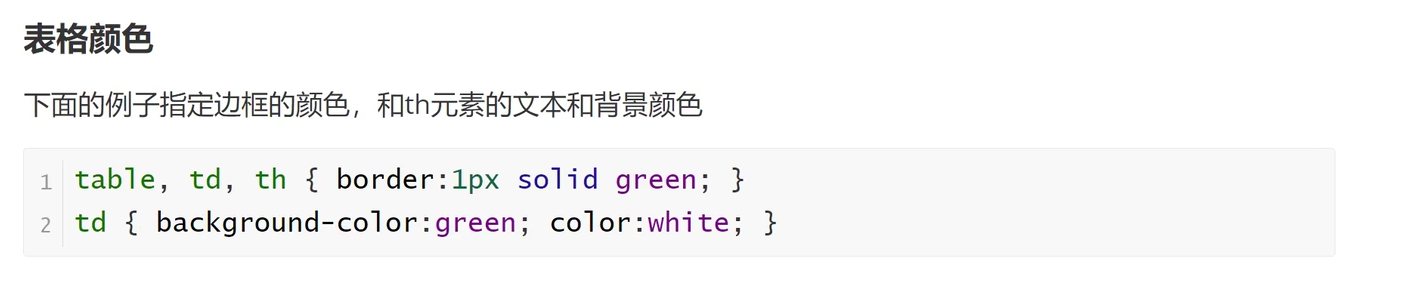 表格颜色
下面的例子指定边框的颜色，和th元素的文本和背景颜色
1 table, td, th { border:1px solid green; }
2 td { background-color:green; color:white; }